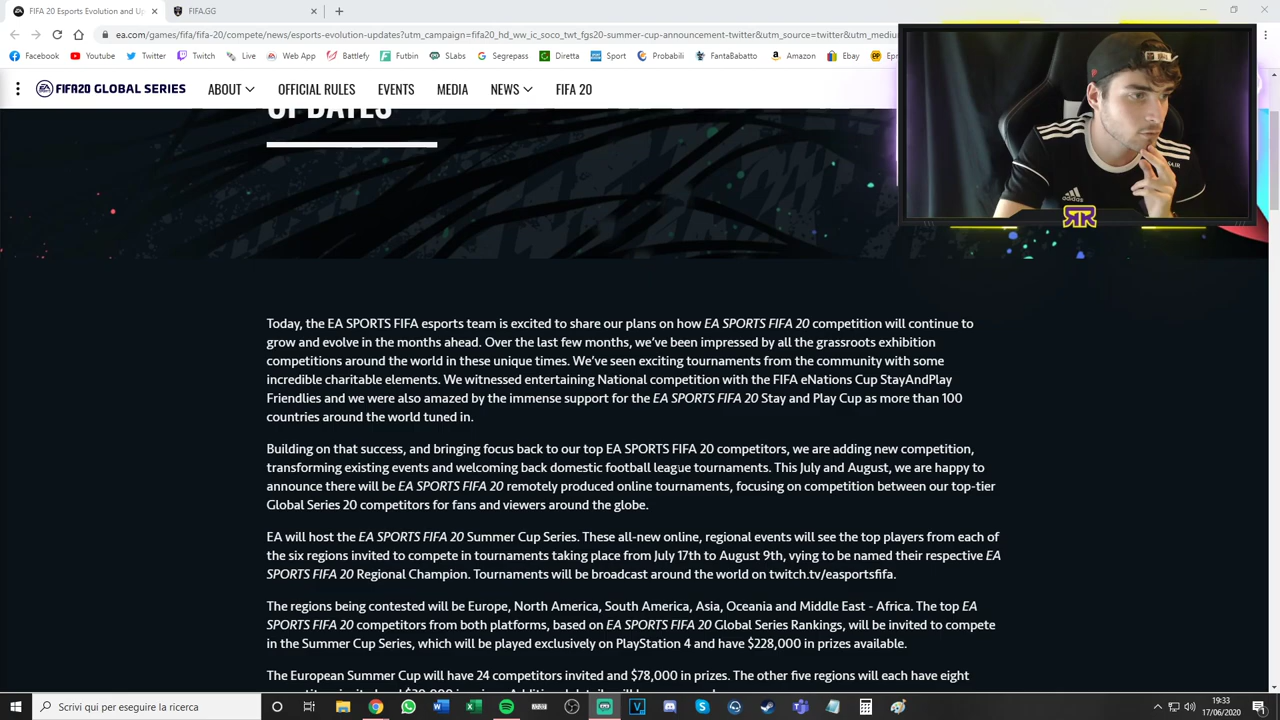 FIFA 20 Esports Evolution and Up
FIFA.GG
ea.com/games/fifa/fifa-20/compete/news/esports-evolution-updates?utm_campaign=fifa20_hd_ww_ic_soco_twt_fgs20-summer-cup-announcement-twitter&utm_source=twitter&utm_mediu
Facebook Youtube Twitter Live Web App Battlefy Futbin SLabs Segrepass Diretta Sport Probabili FantaBabatto Amazon Ebay
EA FIFA20 GLOBAL SERIES ABOUT OFFICIAL RULES EVENTS MEDIA NEWS FIFA 20
UPDATES
adidas
Today, the EA SPORTS FIFA esports team is excited to share our plans on how EA SPORTS FIFA 20 competition will continue to
grow and evolve in the months ahead. Over the last few months, we've been impressed by all the grassroots exhibition
competitions around the world in these unique times. We've seen exciting tournaments from the community with some
incredible charitable elements. We witnessed entertaining National competition with the FIFA eNations Cup StayAndPlay
Friendlies and we were also amazed by the immense support for the EA SPORTS FIFA 20 Stay and Play Cup as more than 100
countries around the world tuned in.
Building on that success, and bringing focus back to our top EA SPORTS FIFA 20 competitors, we are adding new competition,
transforming existing events and welcoming back domestic football league tournaments. This July and August, we are happy to
announce there will be EA SPORTS FIFA 20 remotely produced online tournaments, focusing on competition between our top-tier
Global Series 20 competitors for fans and viewers around the globe.
EA will host the EA SPORTS FIFA 20 Summer Cup Series. These all-new online, regional events will see the top players from each of
the six regions invited to compete in tournaments taking place from July 17th to August 9th, vying to be named their respective EA
SPORTS FIFA 20 Regional Champion. Tournaments will be broadcast around the world on twitch.tv/easportsfifa.
The regions being contested will be Europe, North America, South America, Asia, Oceania and Middle East - Africa. The top EA
SPORTS FIFA 20 competitors from both platforms, based on EA SPORTS FIFA 20 Global Series Rankings, will be invited to compete
in the Summer Cup Series, which will be played exclusively on PlayStation 4 and have $228,000 in prizes available.
The European Summer Cup will have 24 competitors invited and $78,000 in prizes. The other five regions will each have eight
Scrivi qui per eseguire la ricerca
19:33
17/06/2020